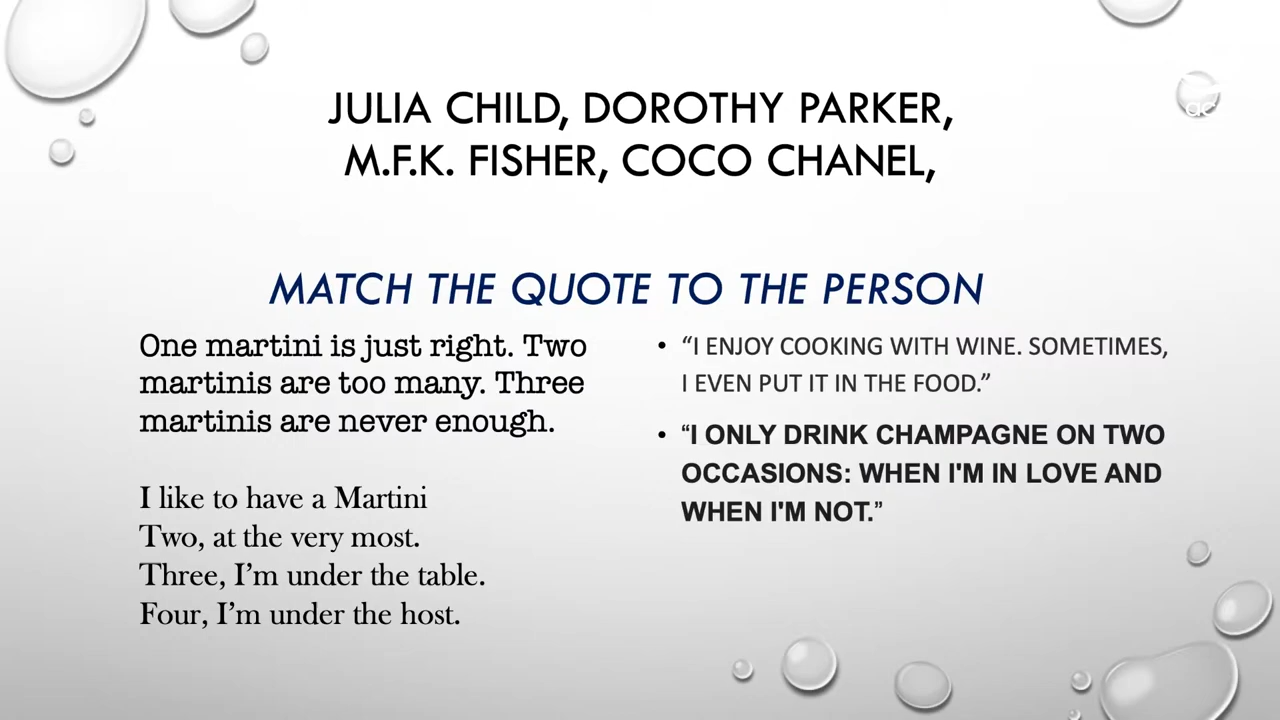 JULIA CHILD, DOROTHY PARKER,
M.F.K. FISHER, COCO CHANEL,
MATCH THE QUOTE TO THE PERSON
One martini is just right. Two
martinis are too many. Three
martinis are never enough.
I like to have a Martini
Two, at the very most.
Three, I’m under the table.
Four, I’m under the host.
• “I ENJOY COOKING WITH WINE. SOMETIMES,
I EVEN PUT IT IN THE FOOD.”
• “I ONLY DRINK CHAMPAGNE ON TWO
OCCASIONS: WHEN I'M IN LOVE AND
WHEN I'M NOT.”